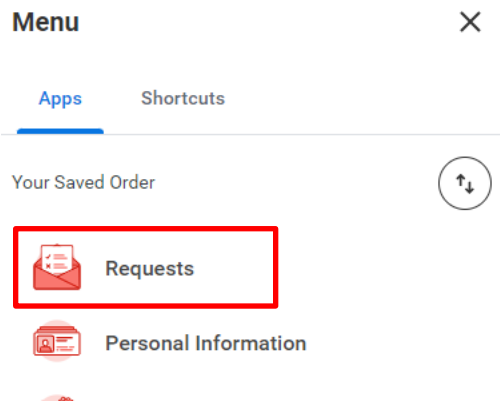 Menu
Apps
Shortcuts
Your Saved Order
Requests
Personal Information